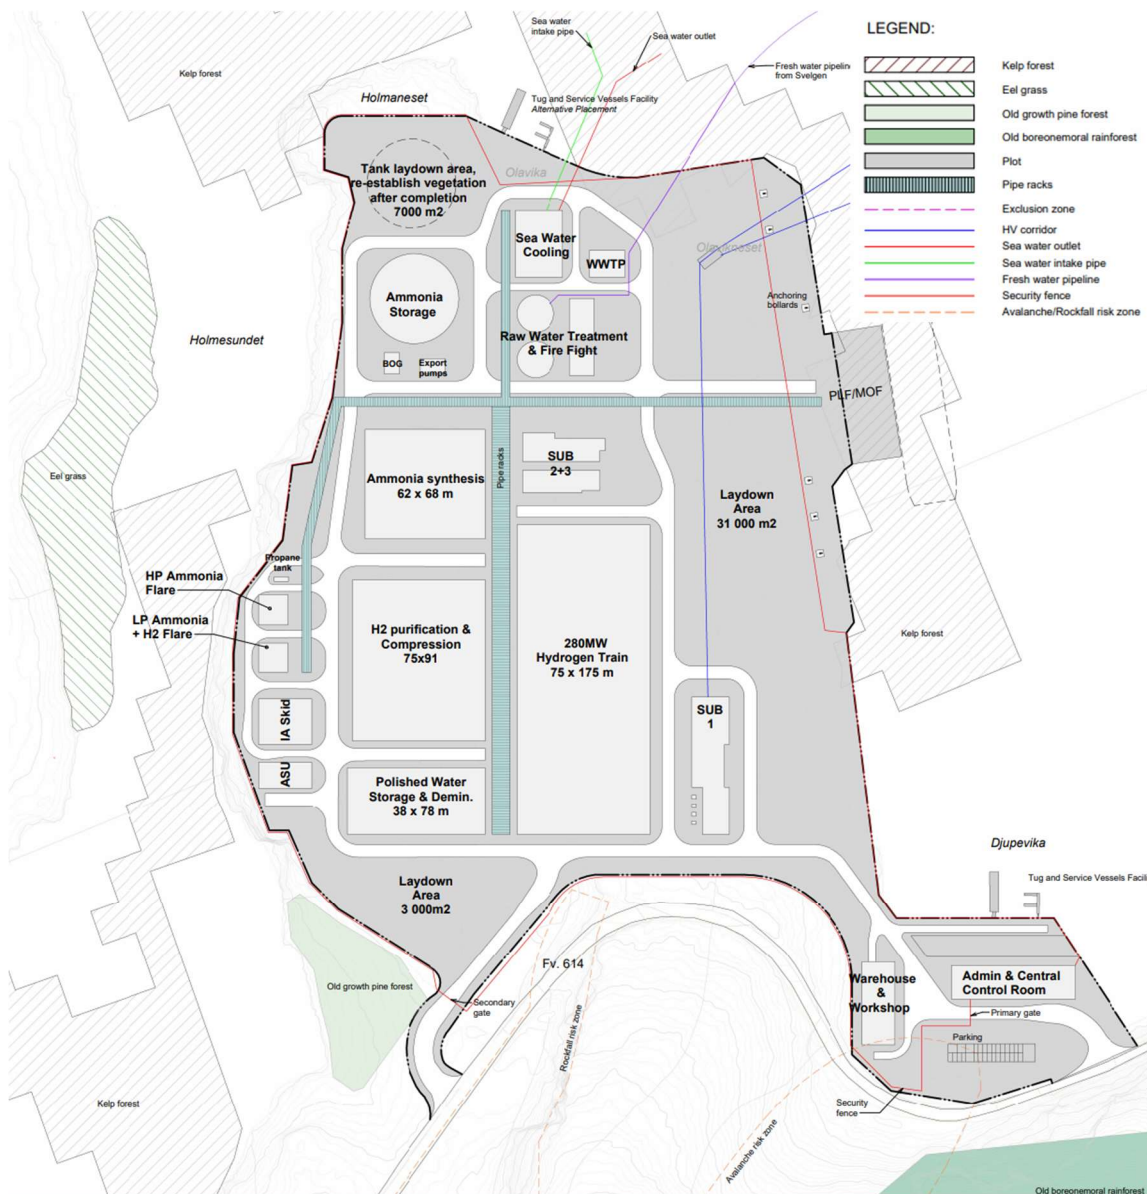 LEGEND:
Kelp forest
Eel grass
Old growth pine forest
Old boreonemoral rainforest
Plot
Pipe racks
Exclusion zone
HV corridor
Sea water outlet
Sea water intake pipe
Fresh water pipeline
Security fence
Avalanche/Rockfall risk zone
Sea water
intake pipe
Sea water outlet
Fresh water pipeline
from Svelgen
Kelp forest
Holmaneset
Tug and Service Vessels Facility
Alternative Placement
Olavika
Tank laydown area,
re-establish vegetation
after completion
7000 m2
Sea Water
Cooling
WWTP
Olavikneset
Anchoring
bollards
Ammonia
Storage
Holmesundet
Raw Water Treatment
& Fire Fight
BOG
Export
pumps
PLF/MOF
Eel grass
Ammonia synthesis
62 x 68 m
Pipe racks
SUB
2+3
Laydown
Area
31 000 m2
Propane
tank
HP Ammonia
Flare
LP Ammonia
+ H2 Flare
H2 purification &
Compression
75x91
280MW
Hydrogen Train
75 x 175 m
Kelp forest
IA Skid
SUB
1
ASU
Polished Water
Storage & Demin.
38 x 78 m
Djupevika
Laydown
Area
3 000m2
Tug and Service Vessels Facili
Fv. 614
Warehouse
&
Workshop
Admin & Central
Control Room
Old growth pine forest
Secondary
gate
Primary gate
Rockfall risk zone
Parking
Kelp forest
Security
fence
Avalanche risk zone
Old boreonemoral rainforest